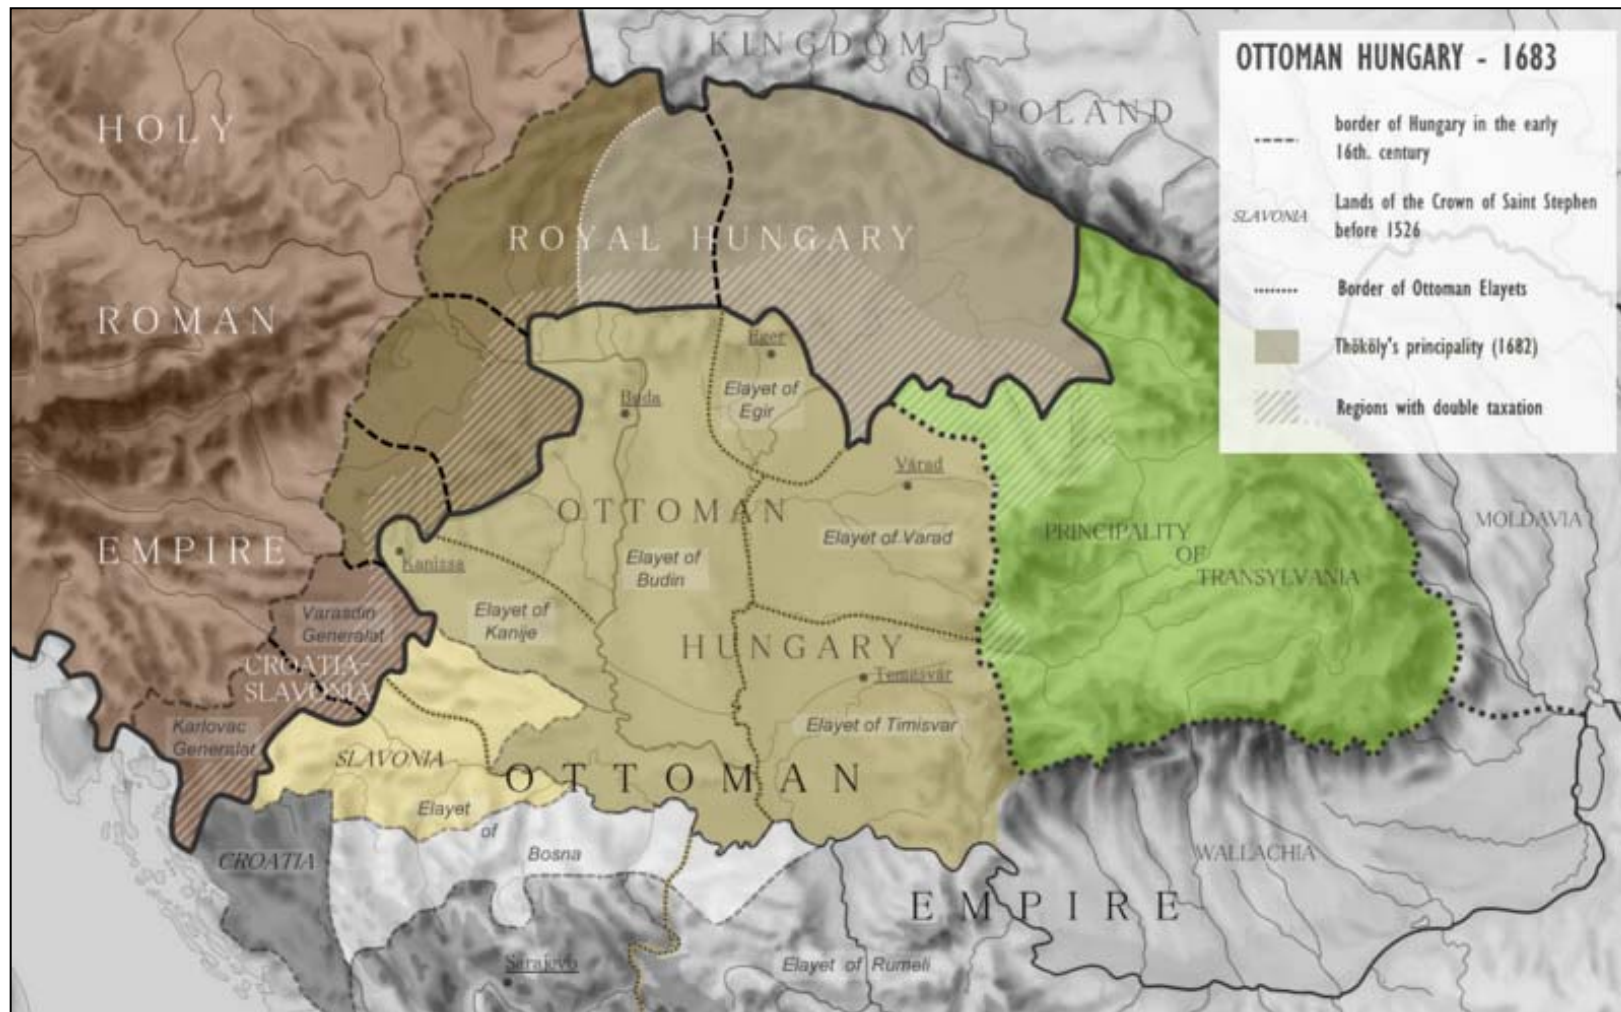 KINGDOM
OF
POLAND
OTTOMAN HUNGARY - 1683
border of Hungary in the early
16th. century
SLAVONIA
Lands of the Crown of Saint Stephen
before 1526
Border of Ottoman Elayets
Thököly's principality (1682)
Regions with double taxation
HOLY
ROMAN
EMPIRE
ROYAL HUNGARY
Eger
Elayet of
Egir
Buda
Várad
OTTOMAN
HUNGARY
Elayet of Varad
Elayet of
Budin
Kanizsa
Elayet of
Kanije
PRINCIPALITY
OF
TRANSYLVANIA
MOLDAVIA
Varasdin
Generalat
CROATIA-
SLAVONIA
Karlovac
Generalat
Temesvár
Elayet of Timisvar
SLAVONIA
OTTOMAN
EMPIRE
Elayet
of
Bosna
CROATIA
WALLACHIA
Sarajevo
Elayet of Rumeli